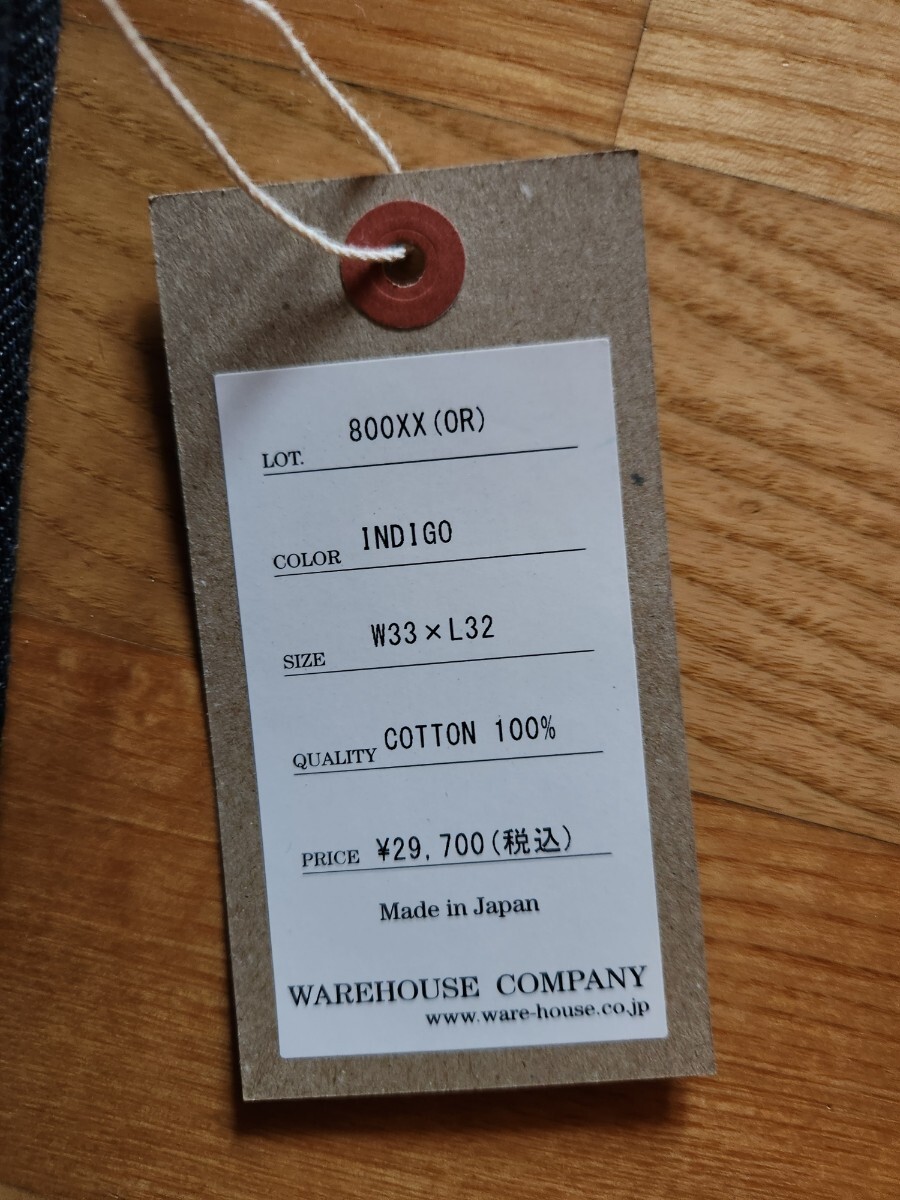 LOT. 800XX(OR)
COLOR INDIGO
SIZE W33×L32
QUALITY COTTON 100%
PRICE ¥29,700(税込)
Made in Japan
WAREHOUSE COMPANY
www.ware-house.co.jp